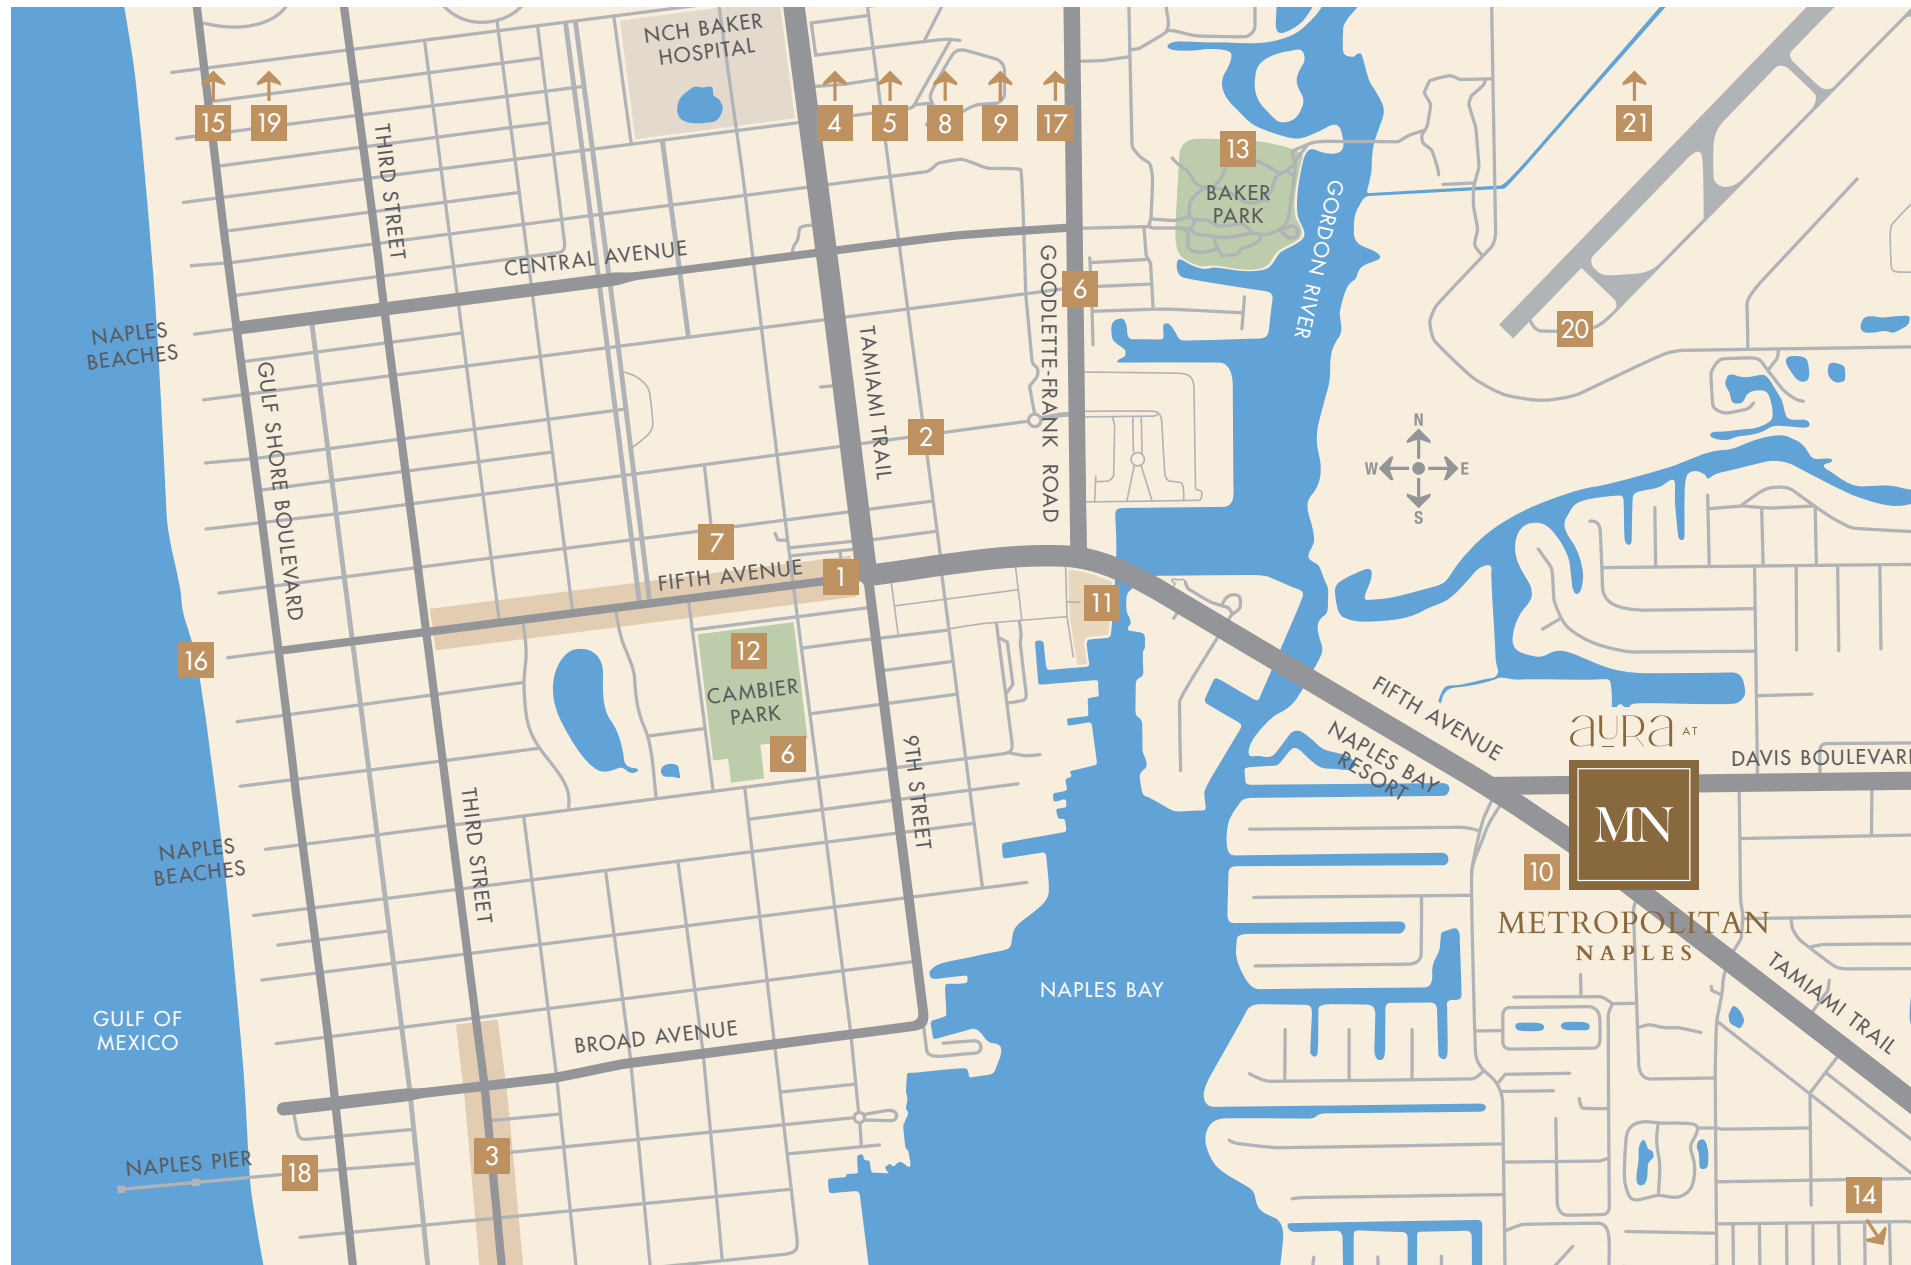 NCH BAKER
HOSPITAL
15
19
4
5
8
9
17
21
13
BAKER
PARK
THIRD STREET
GORDON RIVER
CENTRAL AVENUE
GOODLETTE-FRANK ROAD
6
20
NAPLES
BEACHES
TAMIAMI TRAIL
GULF SHORE BOULEVARD
2
N
W
E
S
7
FIFTH AVENUE
1
11
16
12
CAMBIER
PARK
6
FIFTH AVENUE
NAPLES BAY
RESORT
aURa AT
DAVIS BOULEVARD
9TH STREET
THIRD STREET
MN
NAPLES
BEACHES
10
METROPOLITAN
NAPLES
TAMIAMI TRAIL
NAPLES BAY
GULF OF
MEXICO
BROAD AVENUE
3
NAPLES PIER
18
14